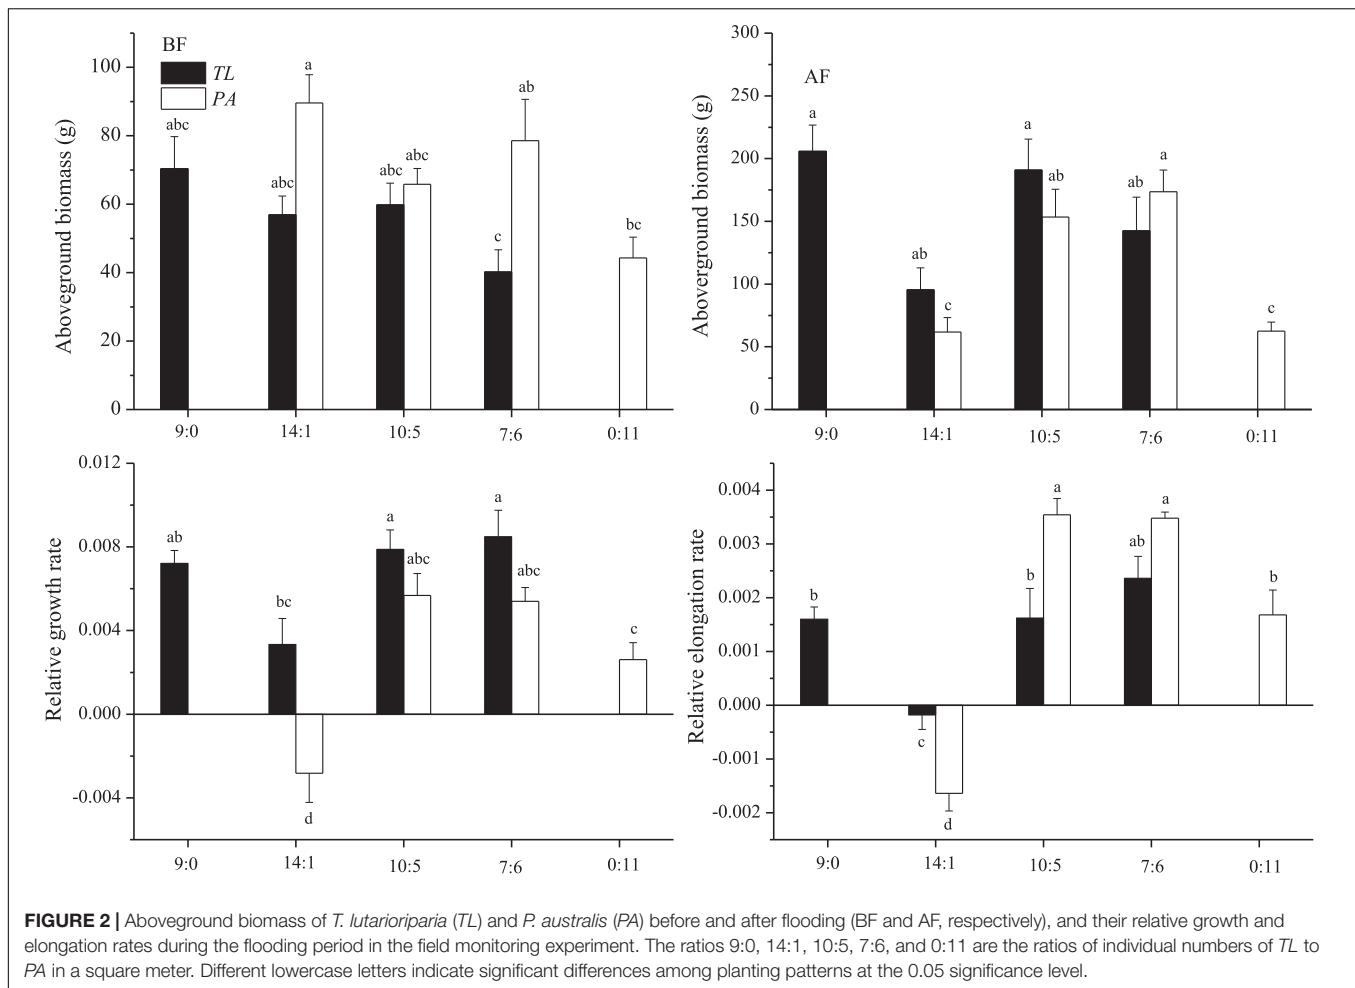 BF
TL
PA
Aboveground biomass (g)
100
80
60
40
20
0
abc
abc
a
abc
abc
c
ab
bc
9:0
14:1
10:5
7:6
0:11
AF
Aboverground biomass (g)
300
250
200
150
100
50
0
a
ab
c
a
ab
ab
a
c
9:0
14:1
10:5
7:6
0:11
Relative growth rate
0.012
0.008
0.004
0.000
-0.004
ab
bc
d
a
abc
a
abc
c
9:0
14:1
10:5
7:6
0:11
Relative elongation rate
0.004
0.003
0.002
0.001
0.000
-0.001
-0.002
b
c
d
b
a
ab
a
b
9:0
14:1
10:5
7:6
0:11
FIGURE 2 | Aboveground biomass of T. lutarioriparia (TL) and P. australis (PA) before and after flooding (BF and AF, respectively), and their relative growth and
elongation rates during the flooding period in the field monitoring experiment. The ratios 9:0, 14:1, 10:5, 7:6, and 0:11 are the ratios of individual numbers of TL to
PA in a square meter. Different lowercase letters indicate significant differences among planting patterns at the 0.05 significance level.